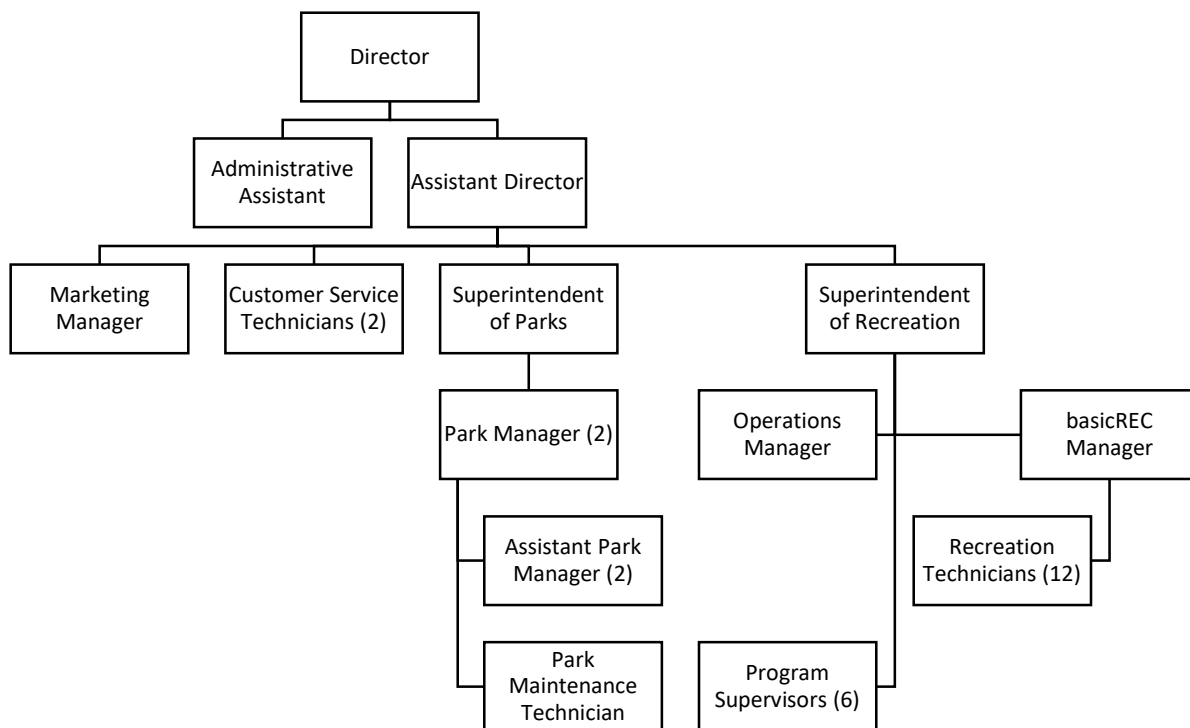 Director
Administrative
Assistant
Assistant Director
Marketing
Manager
Customer Service
Technicians (2)
Superintendent
of Parks
Superintendent
of Recreation
Park Manager (2)
Operations
Manager
basicREC
Manager
Assistant Park
Manager (2)
Recreation
Technicians (12)
Park
Maintenance
Technician
Program
Supervisors (6)